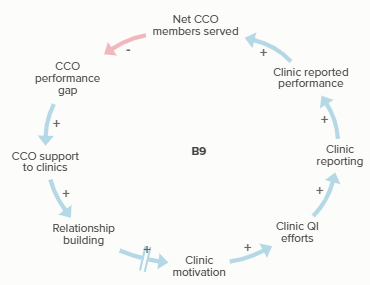 Net CCO
members served
-
+
CCO
performance
gap
Clinic reported
performance
+
+
B9
CCO support
to clinics
Clinic
reporting
+
+
Relationship
building
Clinic QI
efforts
+
+
Clinic
motivation